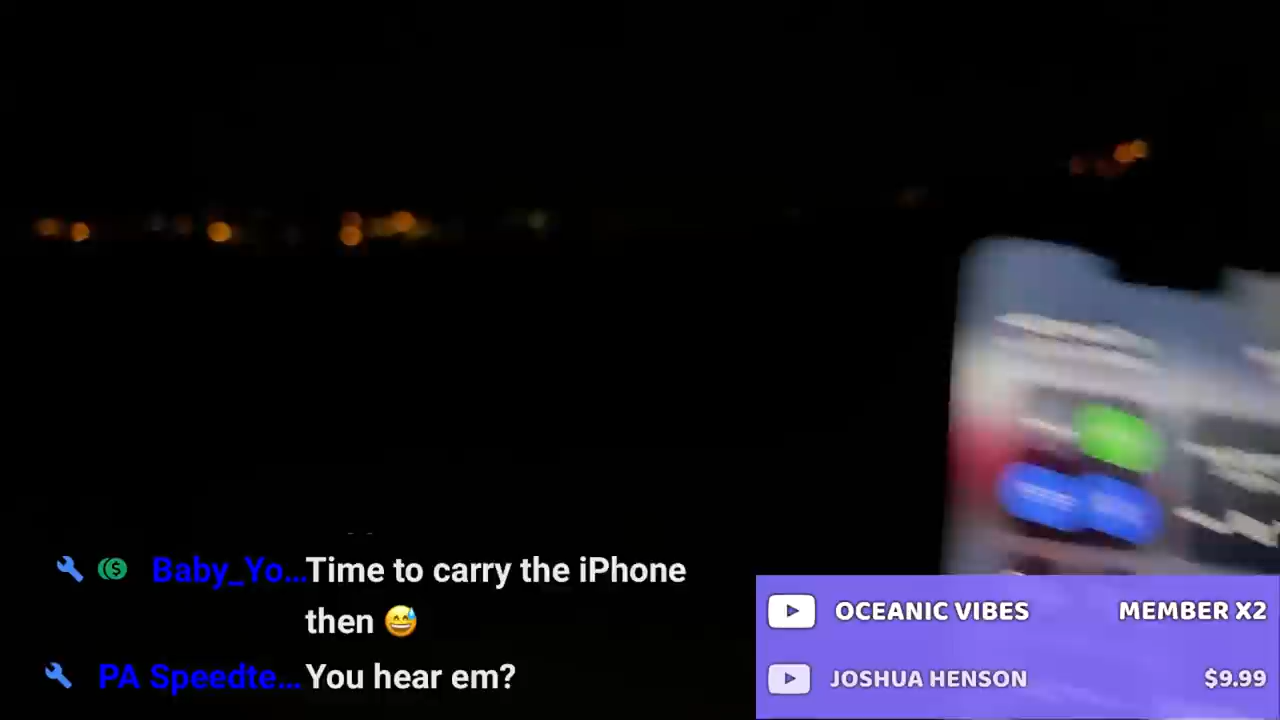 Baby_Yo... Time to carry the iPhone
then 😅
PA Speedte... You hear em?
OCEANIC VIBES MEMBER X2
JOSHUA HENSON $9.99